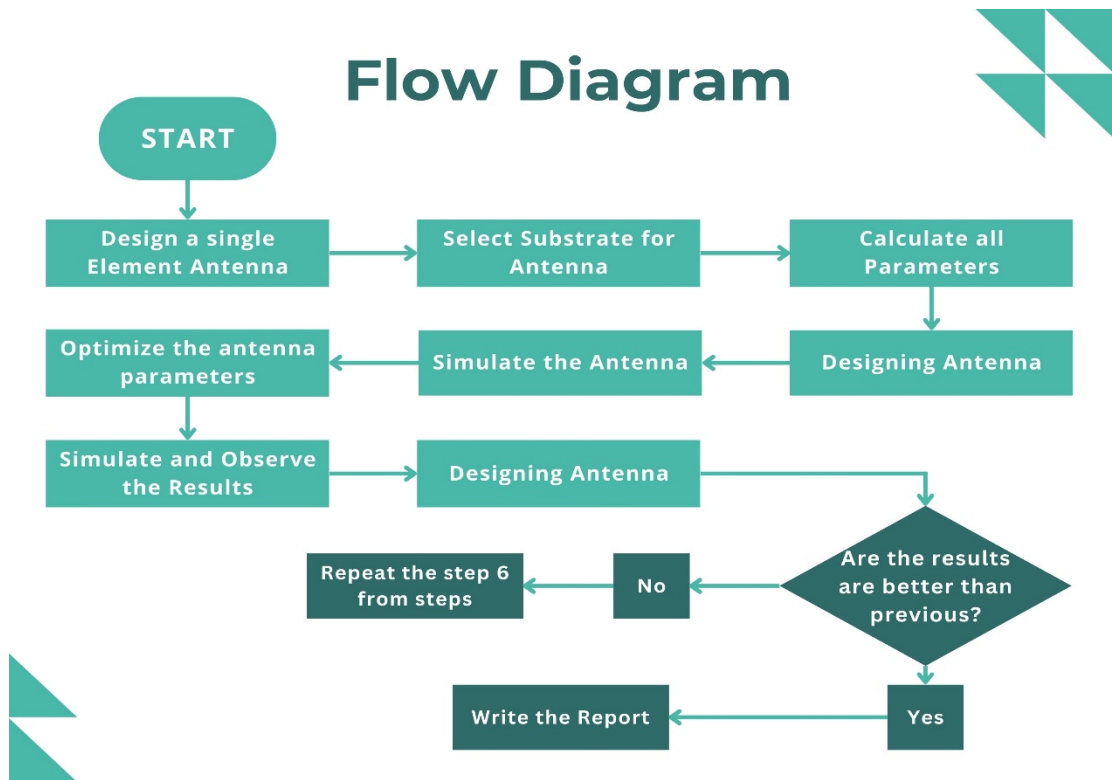 Flow Diagram
START
Design a single
Element Antenna
Select Substrate for
Antenna
Calculate all
Parameters
Designing Antenna
Simulate the Antenna
Optimize the antenna
parameters
Simulate and Observe
the Results
Designing Antenna
Are the results
are better than
previous?
No
Repeat the step 6
from steps
Yes
Write the Report